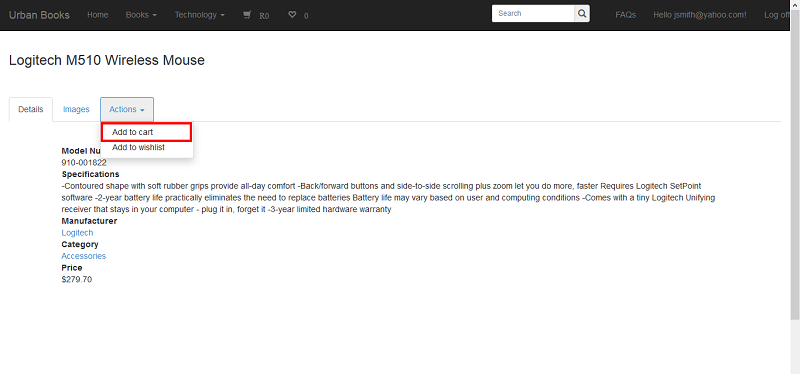 Urban Books Home Books Technology R0 0 Search FAQs Hello jsmith@yahoo.com! Log off
Logitech M510 Wireless Mouse
Details Images Actions
Add to cart
Add to wishlist
Model Nu
910-001822
Specifications
-Contoured shape with soft rubber grips provide all-day comfort -Back/forward buttons and side-to-side scrolling plus zoom let you do more, faster Requires Logitech SetPoint
software -2-year battery life practically eliminates the need to replace batteries Battery life may vary based on user and computing conditions -Comes with a tiny Logitech Unifying
receiver that stays in your computer - plug it in, forget it -3-year limited hardware warranty
Manufacturer
Logitech
Category
Accessories
Price
$279.70